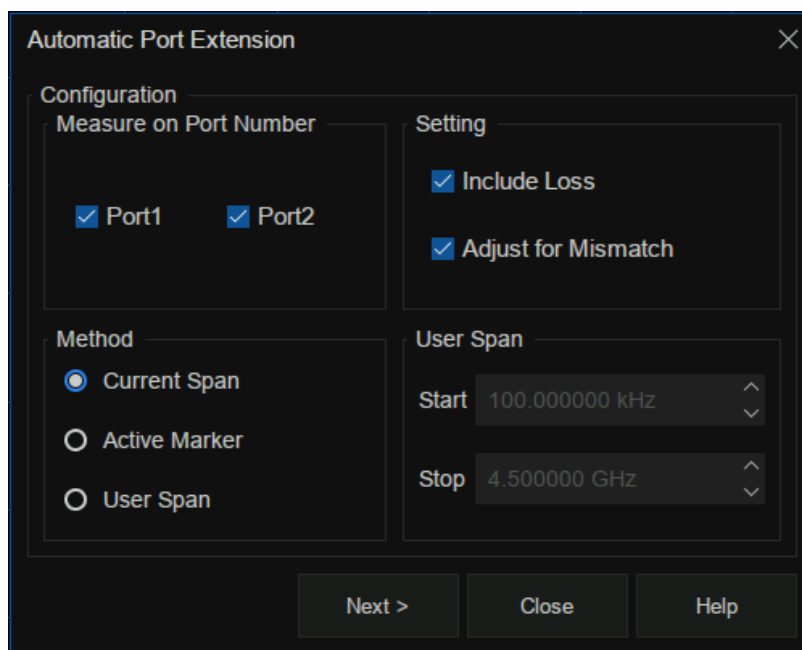 Automatic Port Extension
Configuration
Measure on Port Number
Port1
Port2
Setting
Include Loss
Adjust for Mismatch
Method
Current Span
Active Marker
User Span
User Span
Start 100.000000 kHz
Stop 4.500000 GHz
Next >
Close
Help